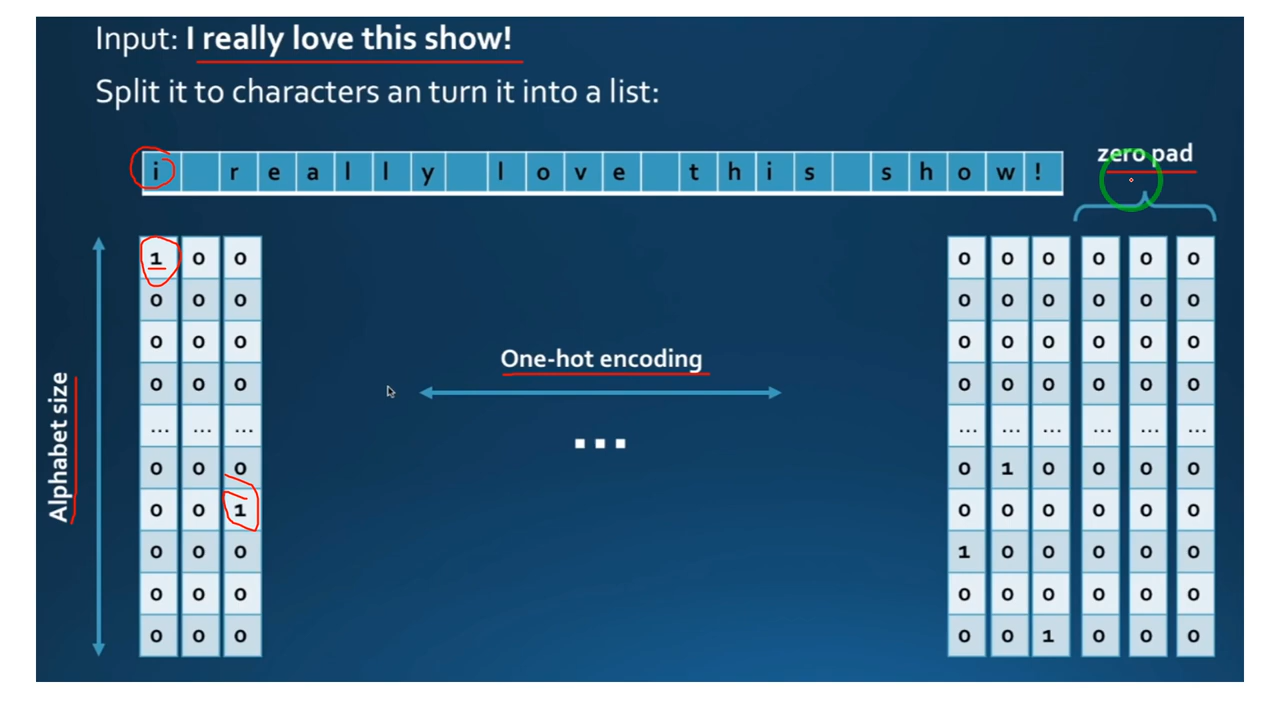 Input: I really love this show!
Split it to characters an turn it into a list:
i r e a l l y l o v e t h i s s h o w !
zero pad
Alphabet size
One-hot encoding
...
1 0 0 0 0 0 0 0 0
0 0 0 0 0 0 0 0 0
0 0 0 0 0 0 0 0 0
0 0 0 0 0 0 0 0 0
... ... ... ... ... ... ... ... ...
0 0 0 0 1 0 0 0 0
0 0 1 0 0 0 0 0 0
0 0 0 1 0 0 0 0 0
0 0 0 0 0 0 0 0 0
0 0 0 0 0 1 0 0 0